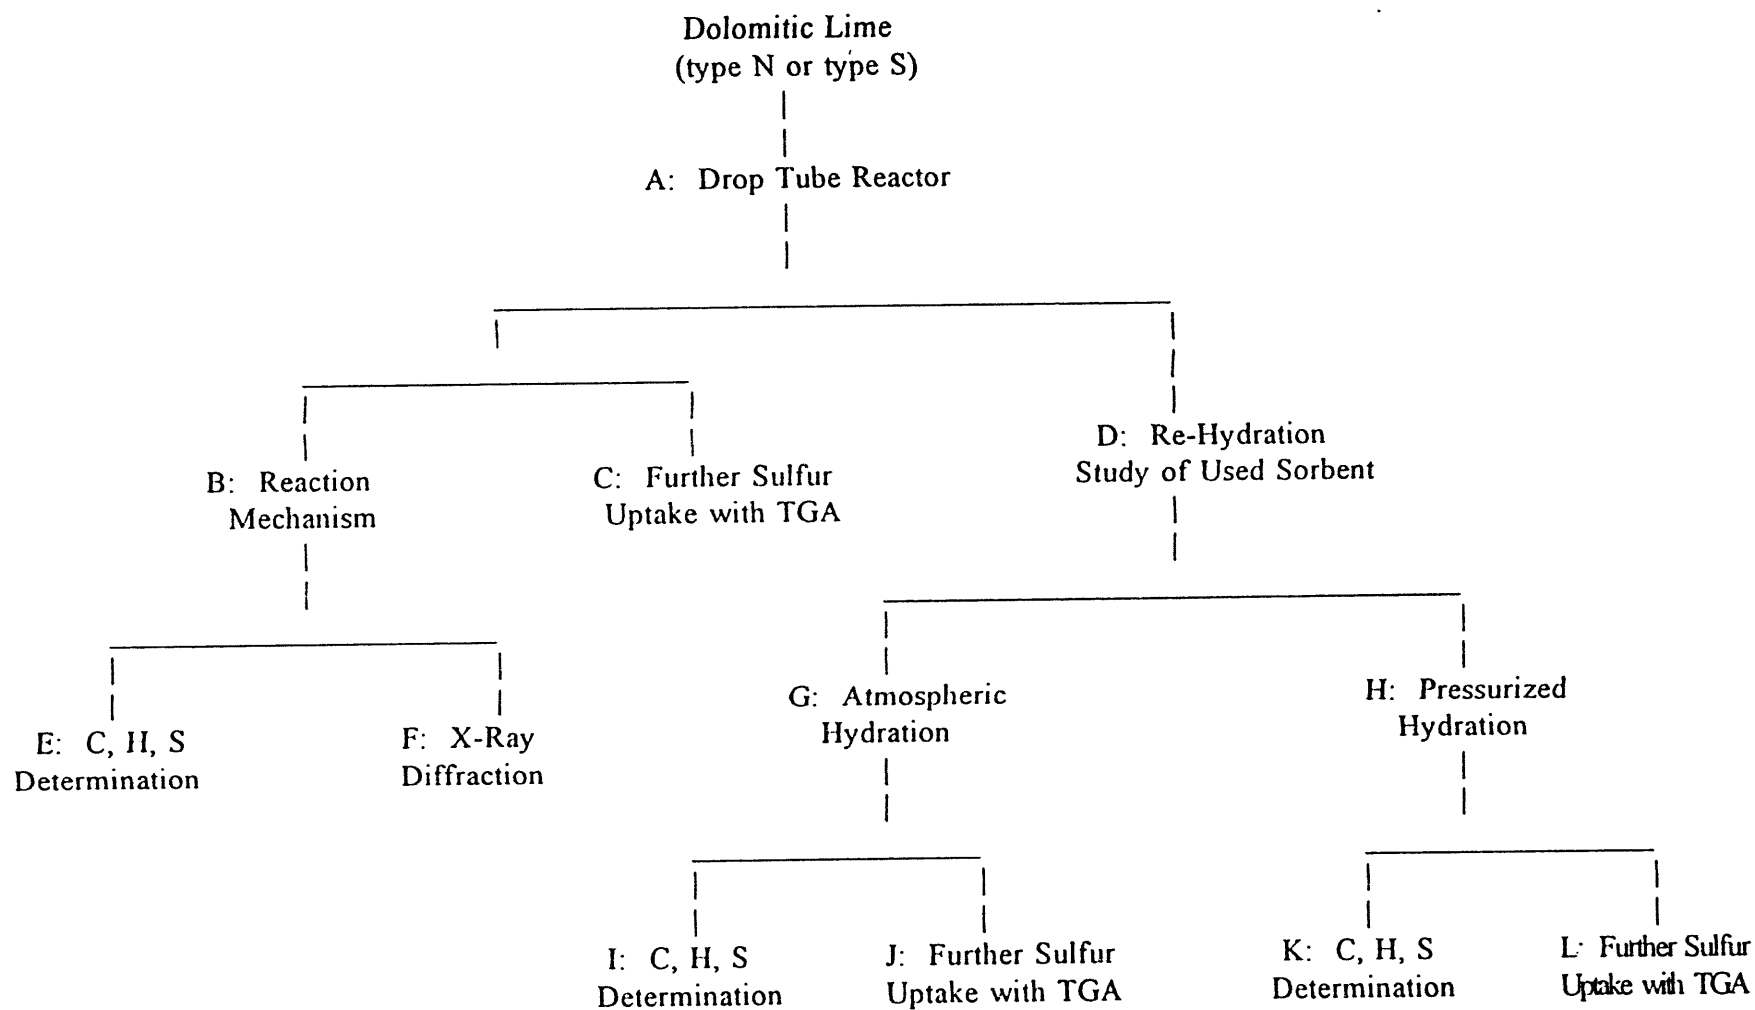 Dolomitic Lime
(type N or type S)
A: Drop Tube Reactor
B: Reaction
Mechanism
C: Further Sulfur
Uptake with TGA
D: Re-Hydration
Study of Used Sorbent
E: C, H, S
Determination
F: X-Ray
Diffraction
G: Atmospheric
Hydration
H: Pressurized
Hydration
I: C, H, S
Determination
J: Further Sulfur
Uptake with TGA
K: C, H, S
Determination
L: Further Sulfur
Uptake with TGA